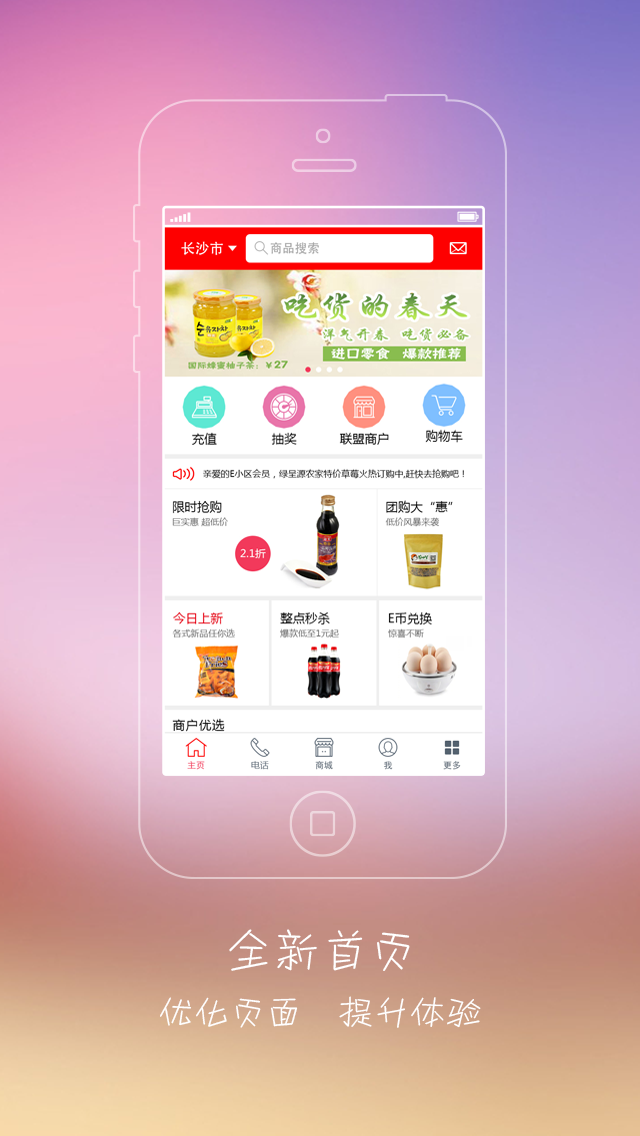 长沙市 商品搜索
吃货的春天
洋气开春 吃货必备
进口零食 爆款推荐
国际蜂蜜柚子茶：￥27
充值 抽奖 联盟商户 购物车
亲爱的E小区会员，绿呈源农家特价草莓火热订购中,赶快去抢购吧！
限时抢购
巨实惠 超低价
2.1折
团购大“惠”
低价风暴来袭
今日上新
各式新品任你选
整点秒杀
爆款低至1元起
E币兑换
惊喜不断
商户优选
主页 电话 商城 我 更多
全新首页
优化页面 提升体验